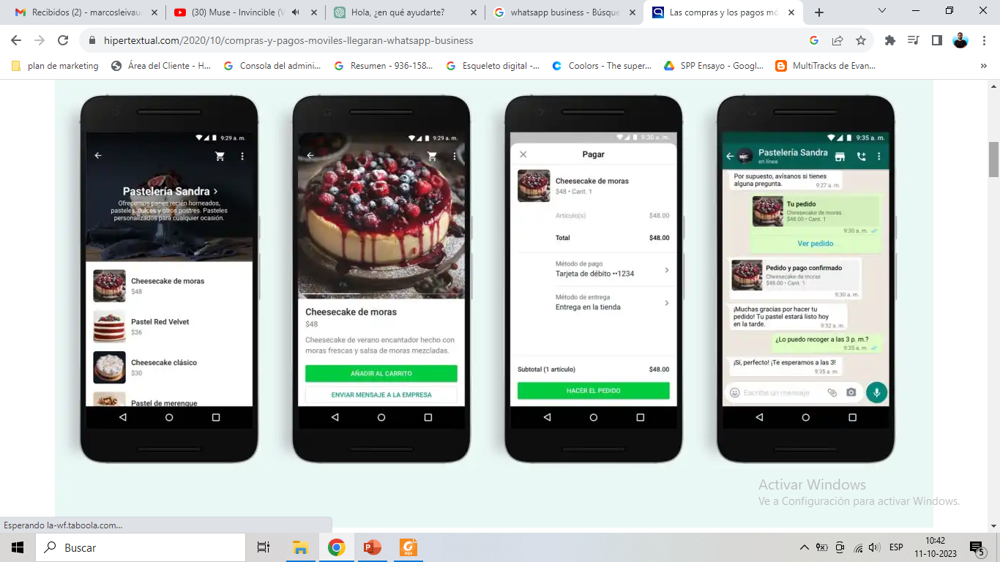 Recibidos (2) - marcosleivau
(30) Muse - Invincible (V
Hola, ¿en qué ayudarte?
whatsapp business - Búsque
Las compras y los pagos mó
hipertextual.com/2020/10/compras-y-pagos-moviles-llegaran-whatsapp-business
plan de marketing
Área del Cliente - H...
Consola del admini...
Resumen - 936-158...
Esqueleto digital -...
Coolors - The super...
SPP Ensayo - Googl...
MultiTracks de Evan...
9:29 a. m.
Pastelería Sandra
Ofrecemos panes recién horneados,
pasteles, dulces y otros postres. Pasteles
personalizados para cualquier ocasión.
Cheesecake de moras
$48
Pastel Red Velvet
$36
Cheesecake clásico
$30
Pastel de merengue
9:29 a. m.
Cheesecake de moras
$48
Cheesecake de verano encantador hecho con
moras frescas y salsa de moras mezcladas.
AÑADIR AL CARRITO
ENVIAR MENSAJE A LA EMPRESA
9:30 a. m.
Pagar
Cheesecake de moras
$48 • Cant. 1
Artículo(s) $48.00
Total $48.00
Método de pago
Tarjeta de débito ••1234
Método de entrega
Entrega en la tienda
Subtotal (1 artículo) $48.00
HACER EL PEDIDO
9:35 a. m.
Pastelería Sandra
en línea
Por supuesto, avísanos si tienes
alguna pregunta.
9:27 a. m.
Tu pedido
Cheesecake de moras
$48.00 • Cant. 1
9:30 a. m.
Ver pedido
Pedido y pago confirmado
Cheesecake de moras
$48.00 • Cant. 1
9:30 a. m.
¡Muchas gracias por hacer tu
pedido! Tu pastel estará listo hoy
en la tarde.
9:32 a. m.
¿Lo puedo recoger a las 3 p. m.?
9:35 a. m.
¡Sí, perfecto! ¡Te esperamos a las 3!
9:35 a. m.
Escriba un mensaje
Activar Windows
Ve a Configuración para activar Windows.
Esperando la-wf.taboola.com...
Buscar
ESP
10:42
11-10-2023
5